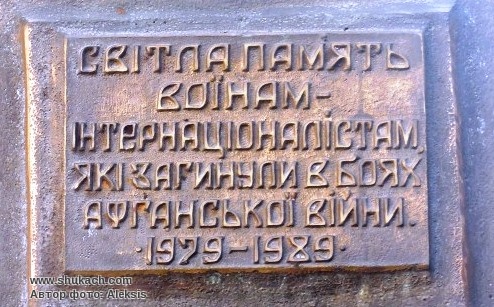 СВІТЛА ПАМЯТЬ
ВОЇНАМ-
ІНТЕРНАЦІОНАЛІСТАМ,
ЯКІ ЗАГИНУЛИ В БОЯХ
АФГАНСЬКОЇ ВІЙНИ.
·1979-1989·
www.shukach.com
Автор фото: Aleksis